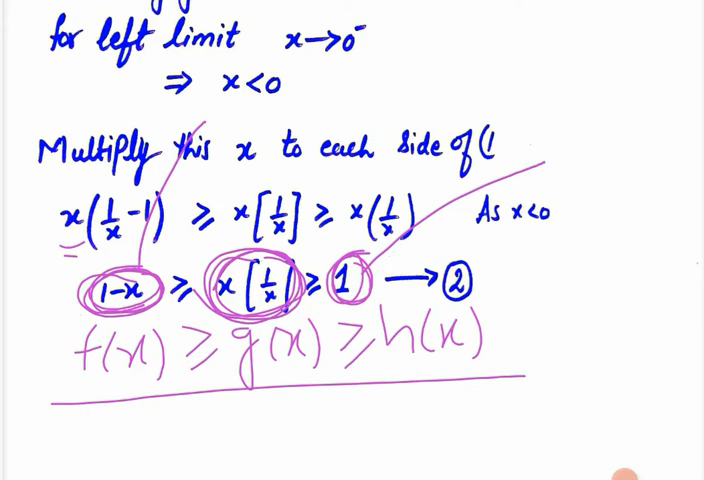 for left limit x→0⁻
⇒ x<0
Multiply this x to each side of (1
x(1/x -1) ≥ x[1/x] ≥ x(1/x) As x<0
1-x ≥ x[1/x] ≥ 1 → ②
f(x) ≥ g(x) ≥ h(x)